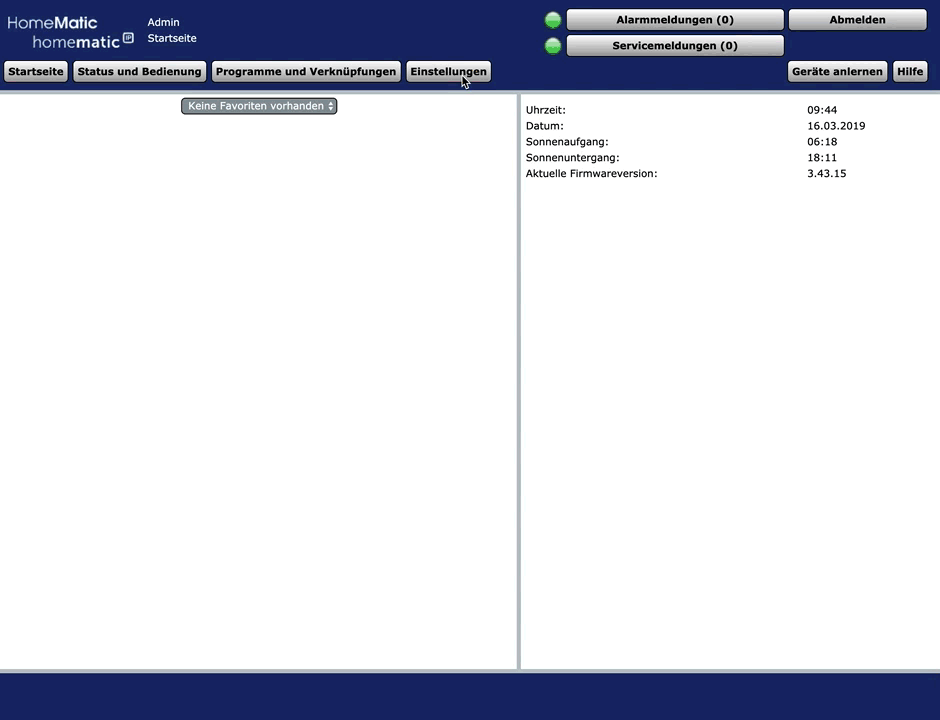 HomeMatic
homematic IP
Admin
Startseite
Alarmmeldungen (0)
Abmelden
Servicemeldungen (0)
Startseite
Status und Bedienung
Programme und Verknüpfungen
Einstellungen
Geräte anlernen
Hilfe
Keine Favoriten vorhanden
Uhrzeit: 09:44
Datum: 16.03.2019
Sonnenaufgang: 06:18
Sonnenuntergang: 18:11
Aktuelle Firmwareversion: 3.43.15